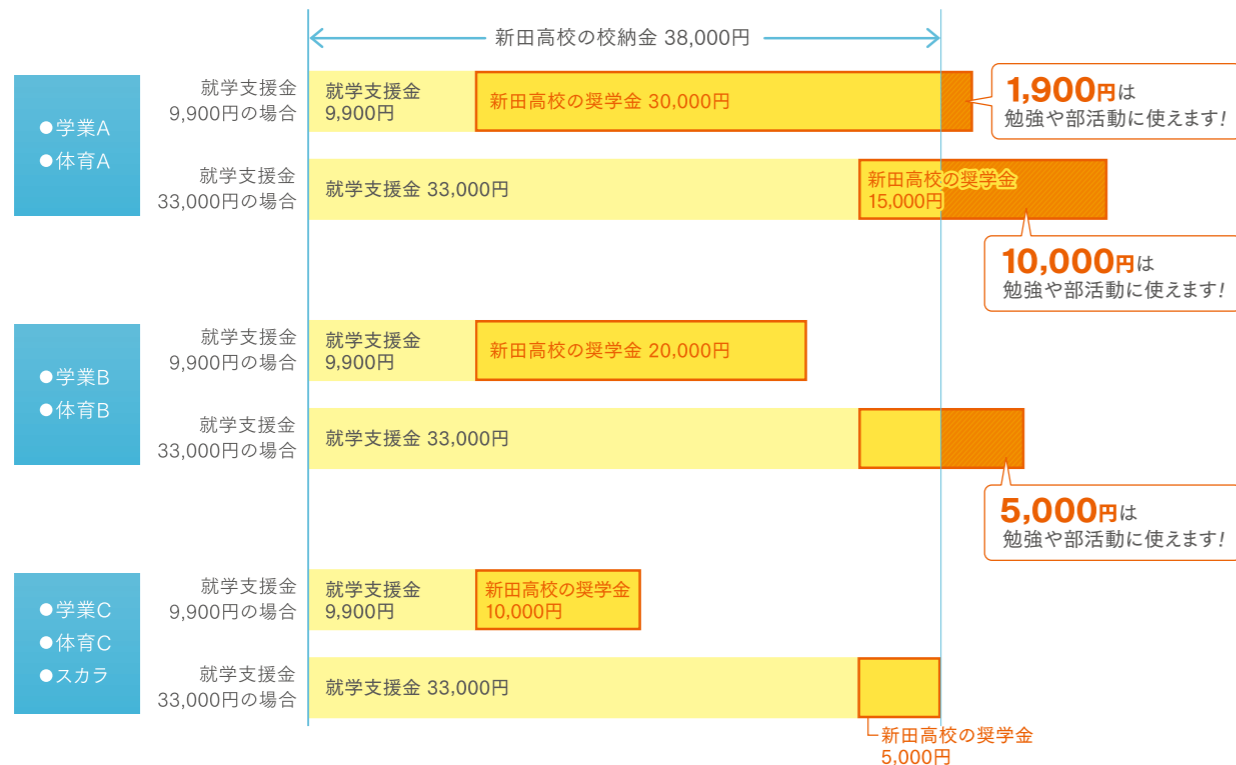 新田高校の校納金 38,000円
●学業A
●体育A
就学支援金
9,900円の場合
就学支援金
9,900円
新田高校の奨学金 30,000円
1,900円は
勉強や部活動に使えます!
就学支援金
33,000円の場合
就学支援金 33,000円
新田高校の奨学金
15,000円
10,000円は
勉強や部活動に使えます!
●学業B
●体育B
就学支援金
9,900円の場合
就学支援金
9,900円
新田高校の奨学金 20,000円
就学支援金
33,000円の場合
就学支援金 33,000円
5,000円は
勉強や部活動に使えます!
●学業C
●体育C
●スカラ
就学支援金
9,900円の場合
就学支援金
9,900円
新田高校の奨学金
10,000円
就学支援金
33,000円の場合
就学支援金 33,000円
新田高校の奨学金
5,000円